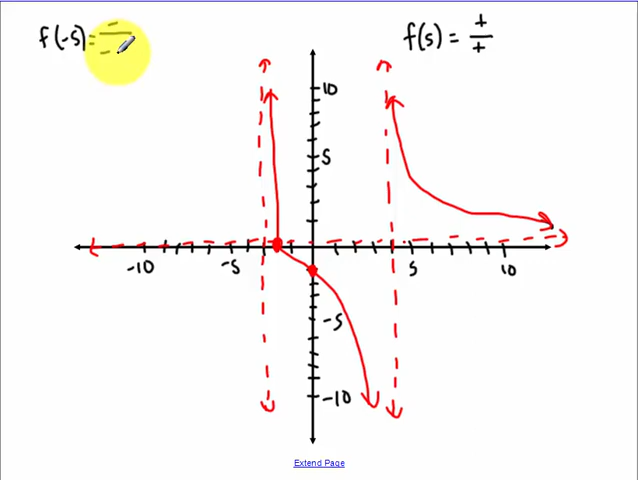 f(-5) = -/--
f(5) = +/+
10
5
-10
-5
5
10
-5
-10
Extend Page